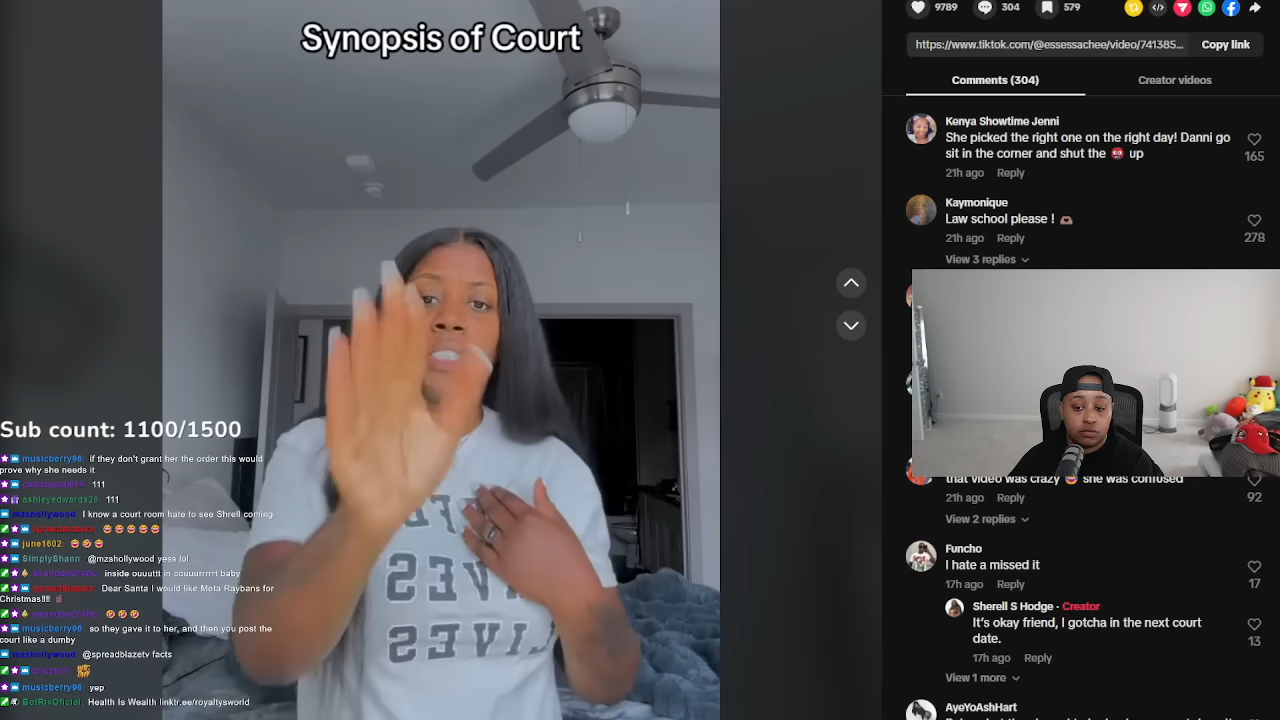 Synopsis of Court
9789
304
579
https://www.tiktok.com/@essessachee/video/741385...
Copy link
Comments (304)
Creator videos
Kenya Showtime Jenni
She picked the right one on the right day! Danni go
sit in the corner and shut the up
165
21h ago Reply
Kaymonique
Law school please !
278
21h ago Reply
View 3 replies
that video was crazy she was confused
92
21h ago Reply
View 2 replies
Funcho
I hate a missed it
17
17h ago Reply
Sherell S Hodge · Creator
It's okay friend, I gotcha in the next court
date.
13
17h ago Reply
View 1 more
AyeYoAshHart
Sub count: 1100/1500
musicberry96: If they don't grant her the order this would
prove why she needs it
111
ashleyedwards26 111
mzshollywood: I know a court room hate to see Shrell coming
spreadblazetv:
june1602:
SimplyShann: @mzshollywood yess lol
inside ouuuttt in couuurrrrt baby
spreadblazetv: Dear Santa I would like Meta Raybans for
Christmas!!!!
musicberry96: so they gave it to her, and then you post the
court like a dumby
mzshollywood: @spreadblazetv facts
musicberry96: yep
BotRixOficial: Health Is Wealth linktr.ee/royaltysworld
LIVES